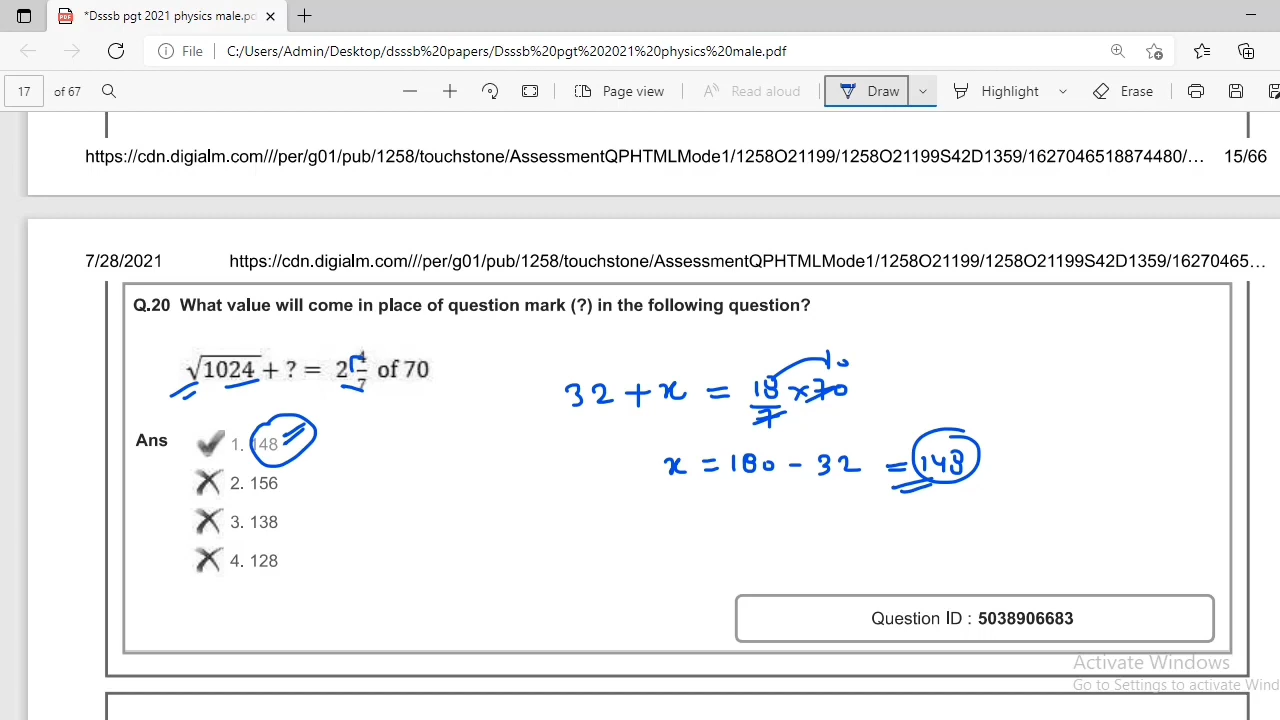 *Dsssb pgt 2021 physics male.pd
File C:/Users/Admin/Desktop/dsssb%20papers/Dsssb%20pgt%202021%20physics%20male.pdf
17 of 67 Page view Read aloud Draw Highlight Erase
https://cdn.digialm.com///per/g01/pub/1258/touchstone/AssessmentQPHTMLMode1/1258O21199/1258O21199S42D1359/1627046518874480/... 15/66
7/28/2021 https://cdn.digialm.com///per/g01/pub/1258/touchstone/AssessmentQPHTMLMode1/1258O21199/1258O21199S42D1359/16270465...
Q.20 What value will come in place of question mark (?) in the following question?
√1024 + ? = 2 4/7 of 70
32 + x = 18/7 × 70 10
x = 180 - 32 = 148
Ans 1. 148
2. 156
3. 138
4. 128
Question ID : 5038906683
Activate Windows
Go to Settings to activate Wind